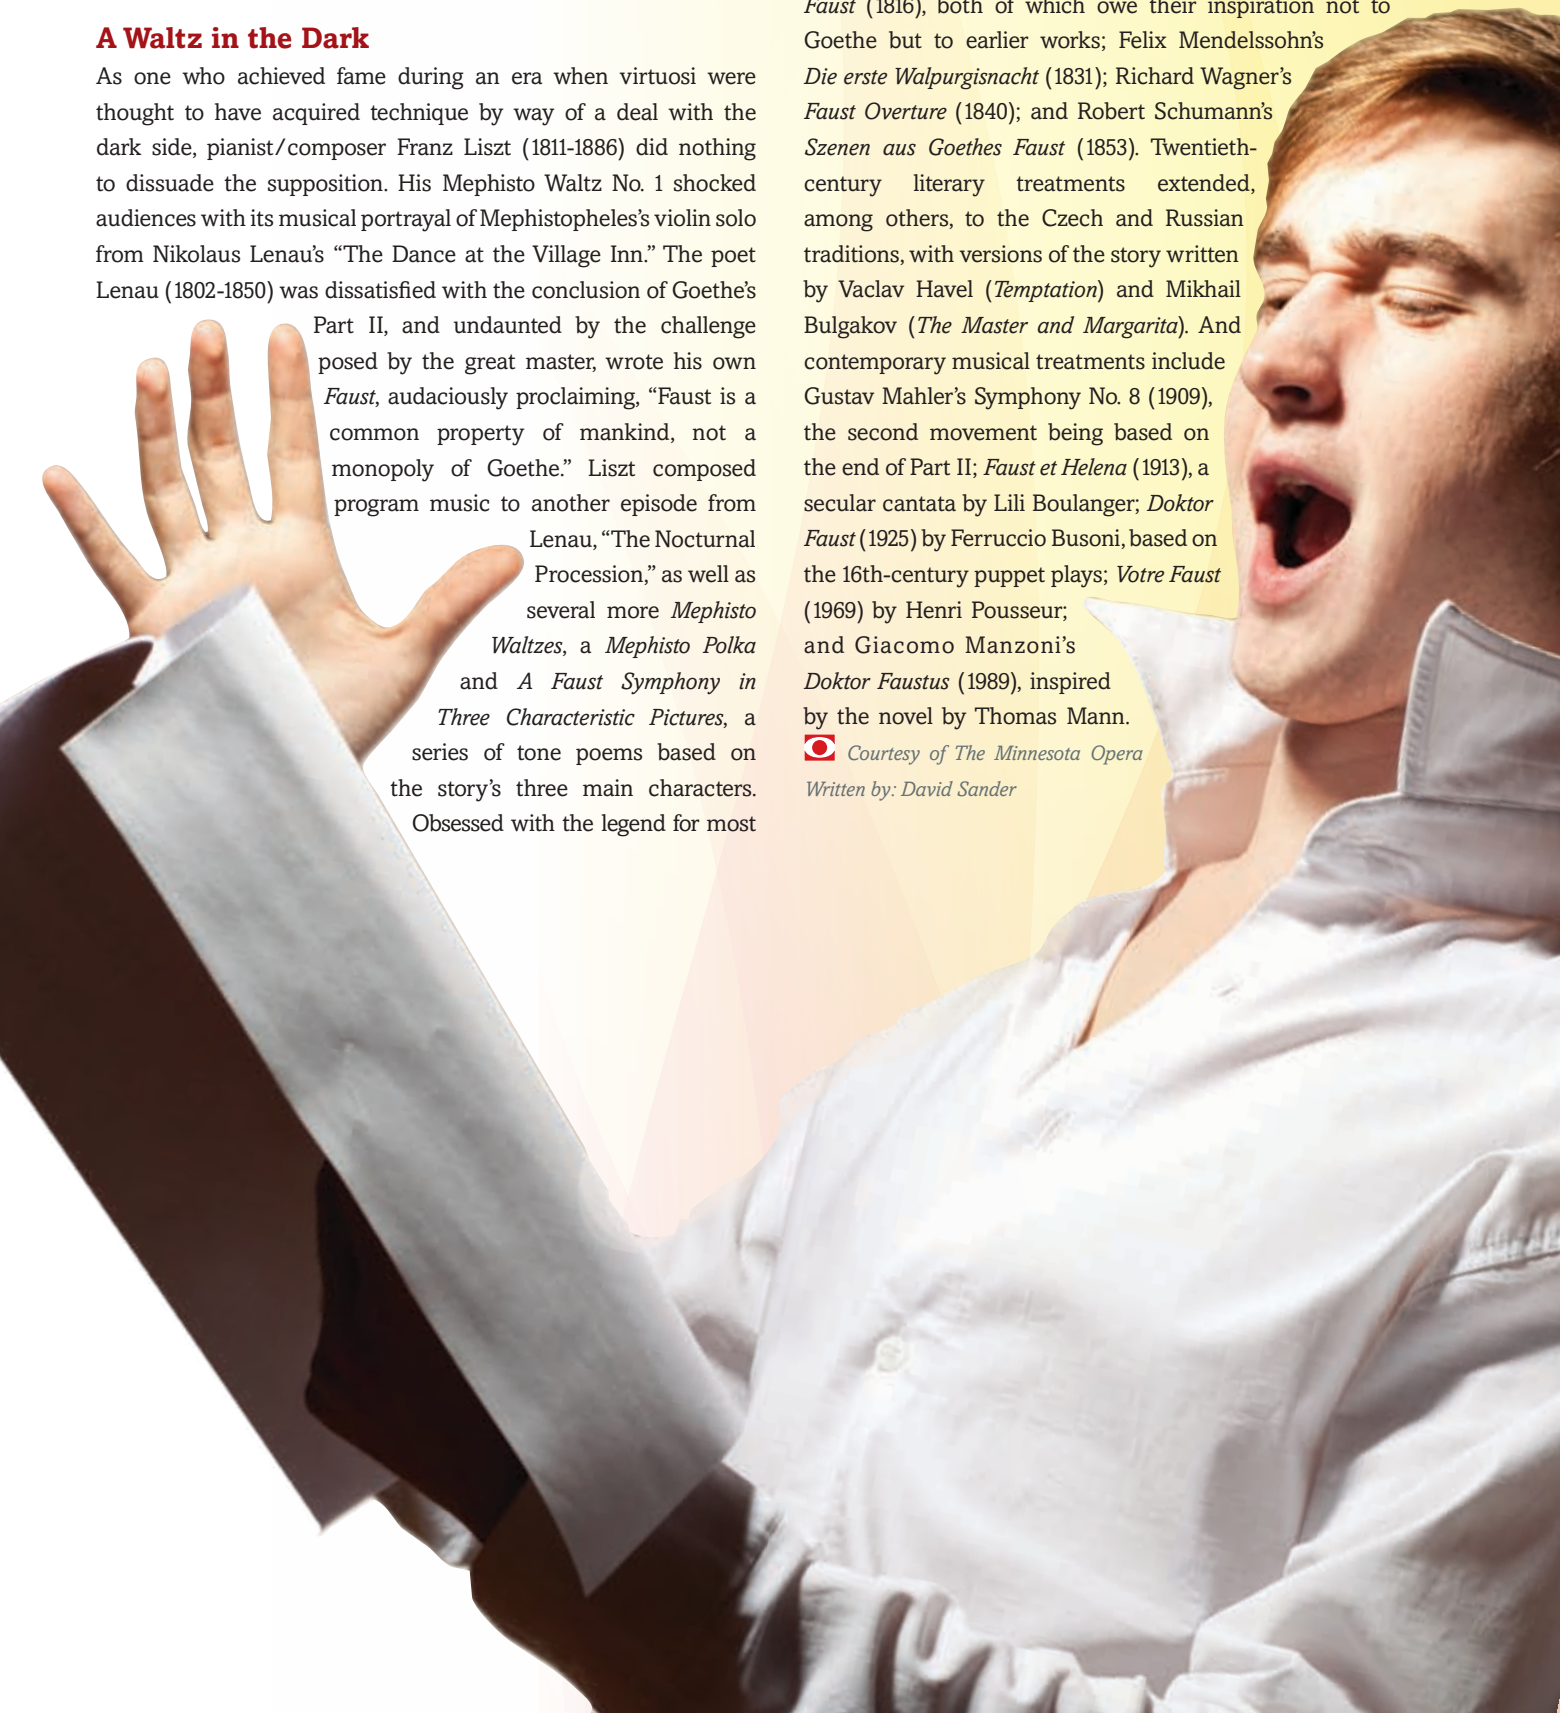 A Waltz in the Dark
As one who achieved fame during an era when virtuosi were
thought to have acquired technique by way of a deal with the
dark side, pianist/composer Franz Liszt (1811-1886) did nothing
to dissuade the supposition. His Mephisto Waltz No. 1 shocked
audiences with its musical portrayal of Mephistopheles’s violin solo
from Nikolaus Lenau’s “The Dance at the Village Inn.” The poet
Lenau (1802-1850) was dissatisfied with the conclusion of Goethe’s
Part II, and undaunted by the challenge
posed by the great master, wrote his own
Faust, audaciously proclaiming, “Faust is a
common property of mankind, not a
monopoly of Goethe.” Liszt composed
program music to another episode from
Lenau, “The Nocturnal
Procession,” as well as
several more Mephisto
Waltzes, a Mephisto Polka
and A Faust Symphony in
Three Characteristic Pictures, a
series of tone poems based on
the story’s three main characters.
Obsessed with the legend for most
Faust (1816), both of which owe their inspiration not to
Goethe but to earlier works; Felix Mendelssohn’s
Die erste Walpurgisnacht (1831); Richard Wagner’s
Faust Overture (1840); and Robert Schumann’s
Szenen aus Goethes Faust (1853). Twentieth-
century literary treatments extended,
among others, to the Czech and Russian
traditions, with versions of the story written
by Vaclav Havel (Temptation) and Mikhail
Bulgakov (The Master and Margarita). And
contemporary musical treatments include
Gustav Mahler’s Symphony No. 8 (1909),
the second movement being based on
the end of Part II; Faust et Helena (1913), a
secular cantata by Lili Boulanger; Doktor
Faust (1925) by Ferruccio Busoni, based on
the 16th-century puppet plays; Votre Faust
(1969) by Henri Pousseur;
and Giacomo Manzoni’s
Doktor Faustus (1989), inspired
by the novel by Thomas Mann.
Courtesy of The Minnesota Opera
Written by: David Sander